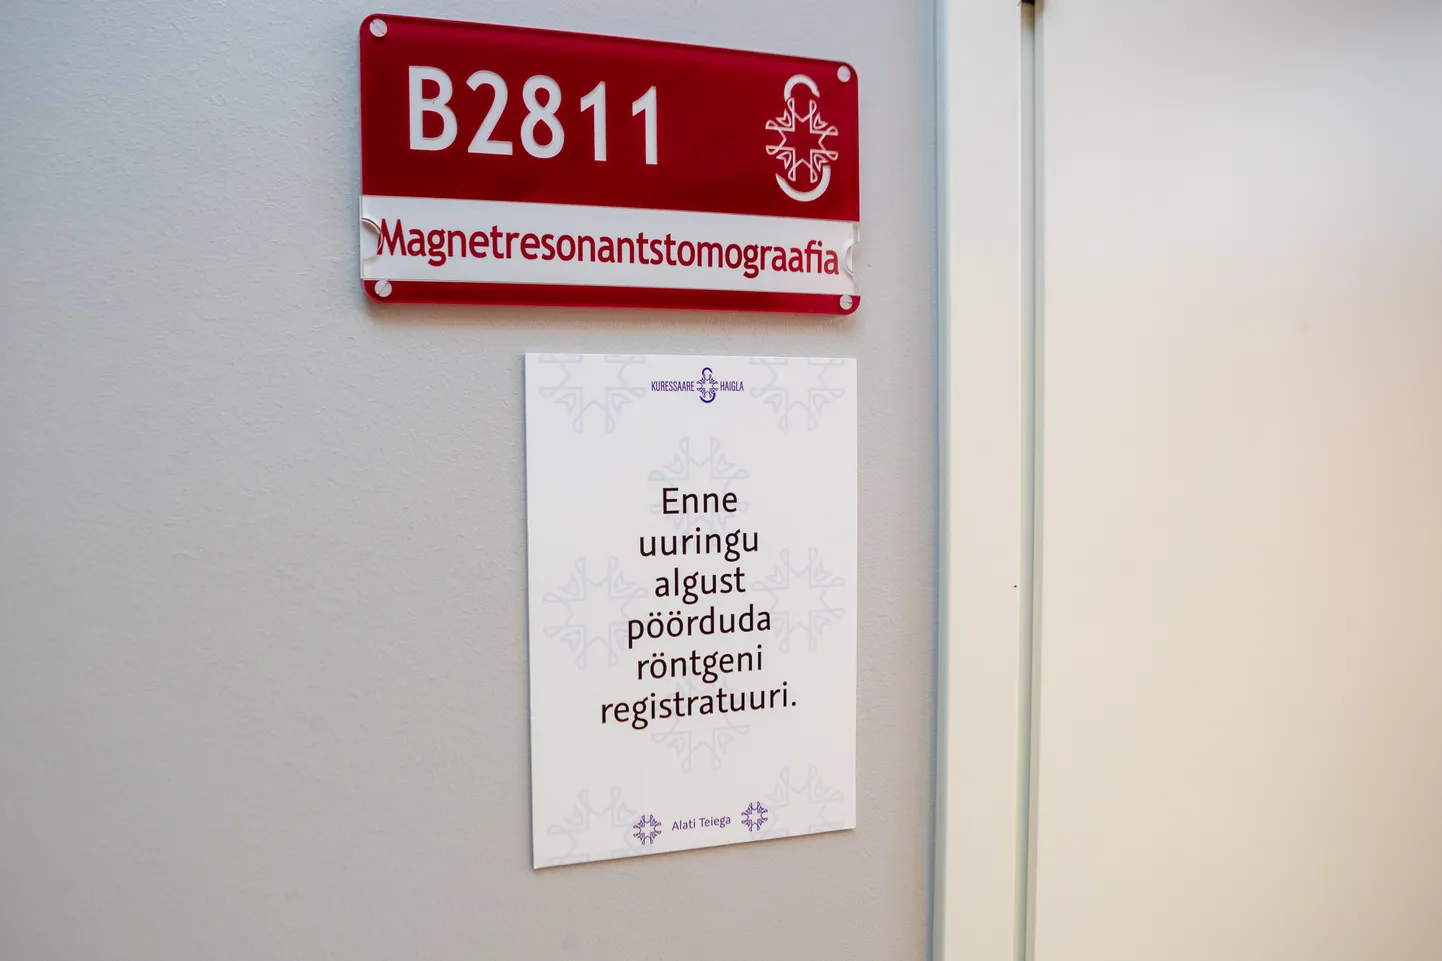 B2811
Magnetresonantstomograafia
KURESSAARE HAIGLA
Enne
uuringu
algust
pöörduda
röntgeni
registratuuri.
Alati Teiega